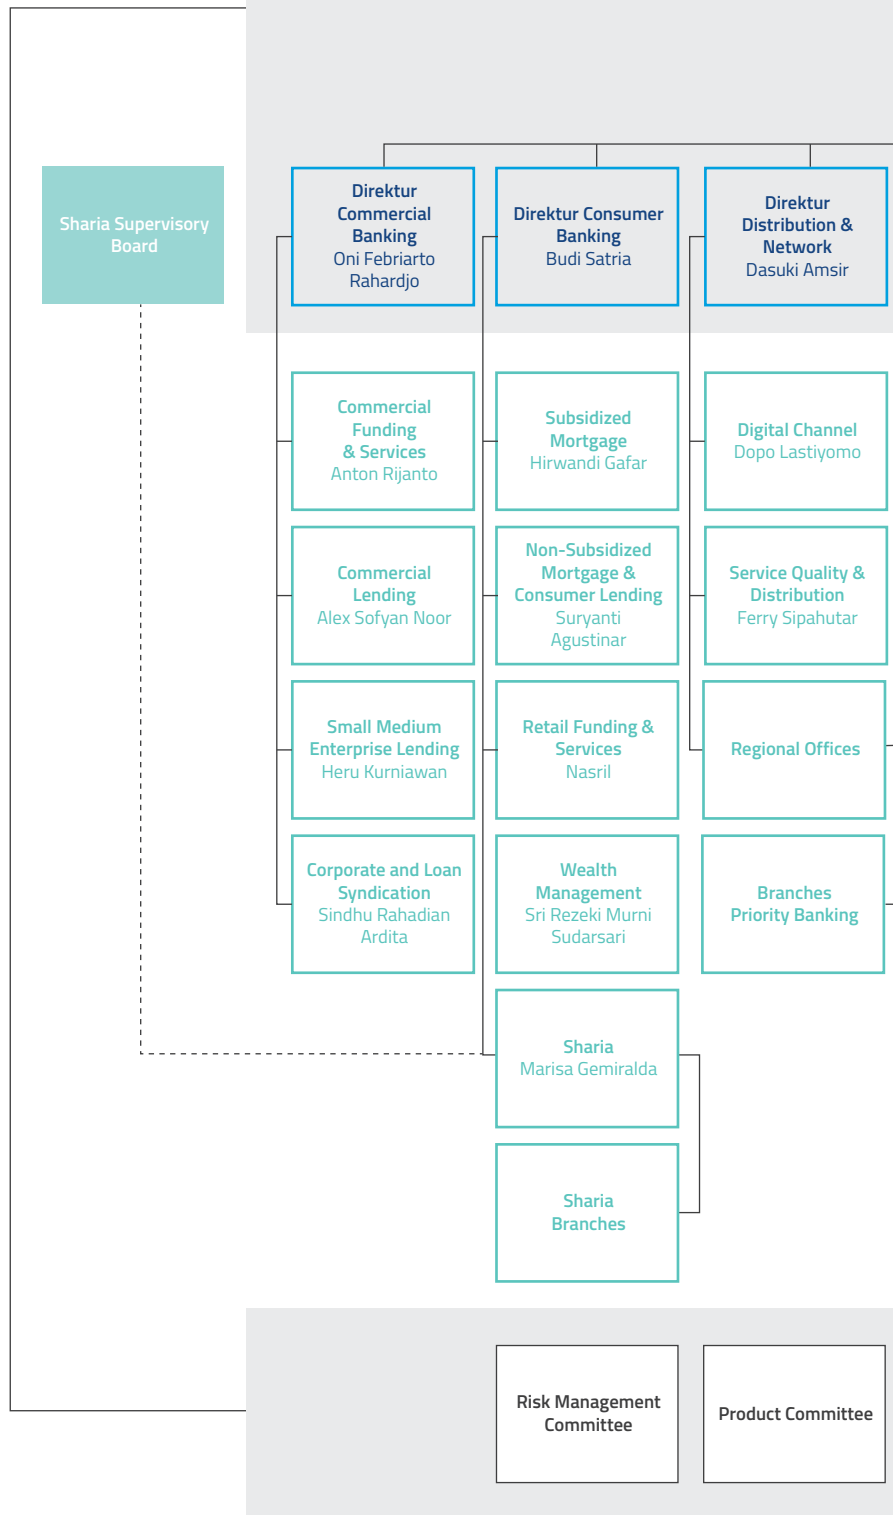 Sharia Supervisory
Board
Direktur
Commercial
Banking
Oni Febriarto
Rahardjo
Direktur Consumer
Banking
Budi Satria
Direktur
Distribution &
Network
Dasuki Amsir
Commercial
Funding
& Services
Anton Rijanto
Subsidized
Mortgage
Hirwandi Gafar
Digital Channel
Dopo Lastiyomo
Commercial
Lending
Alex Sofyan Noor
Non-Subsidized
Mortgage &
Consumer Lending
Suryanti
Agustinar
Service Quality &
Distribution
Ferry Sipahutar
Small Medium
Enterprise Lending
Heru Kurniawan
Retail Funding &
Services
Nasril
Regional Offices
Corporate and Loan
Syndication
Sindhu Rahadian
Ardita
Wealth
Management
Sri Rezeki Murni
Sudarsari
Branches
Priority Banking
Sharia
Marisa Gemiralda
Sharia
Branches
Risk Management
Committee
Product Committee